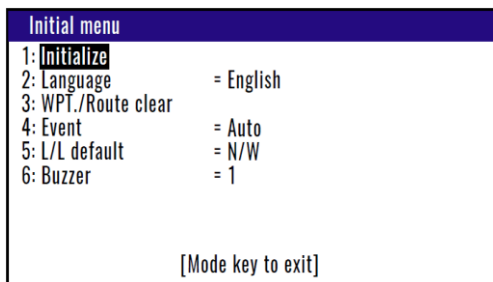 Initial menu
1: Initialize
2: Language = English
3: WPT./Route clear
4: Event = Auto
5: L/L default = N/W
6: Buzzer = 1
[Mode key to exit]